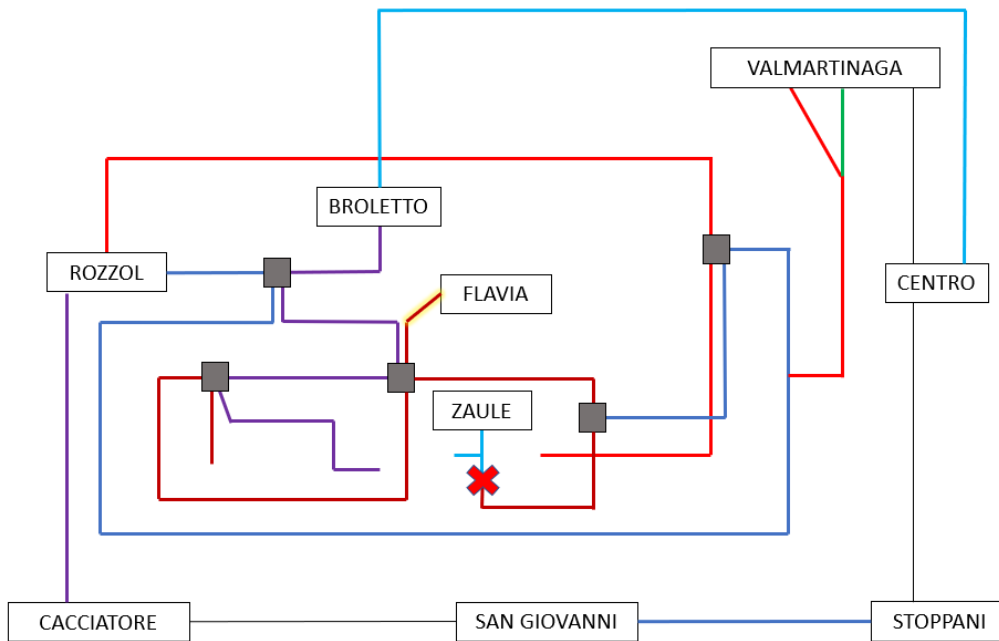 VALMARTINAGA
BROLETTO
ROZZOL
FLAVIA
CENTRO
ZAULE
CACCIATORE
SAN GIOVANNI
STOPPANI